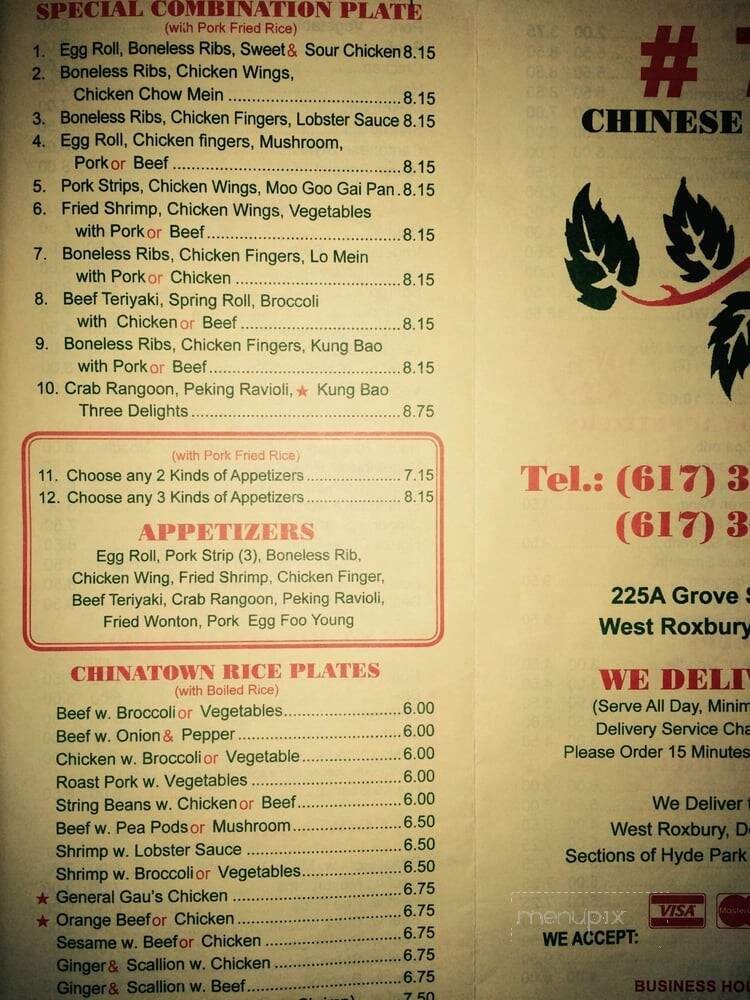 SPECIAL COMBINATION PLATE
(with Pork Fried Rice)
1. Egg Roll, Boneless Ribs, Sweet & Sour Chicken 8.15
2. Boneless Ribs, Chicken Wings,
Chicken Chow Mein ............ 8.15
3. Boneless Ribs, Chicken Fingers, Lobster Sauce 8.15
4. Egg Roll, Chicken fingers, Mushroom,
Pork or Beef ............ 8.15
5. Pork Strips, Chicken Wings, Moo Goo Gai Pan. 8.15
6. Fried Shrimp, Chicken Wings, Vegetables
with Pork or Beef ............ 8.15
7. Boneless Ribs, Chicken Fingers, Lo Mein
with Pork or Chicken ............ 8.15
8. Beef Teriyaki, Spring Roll, Broccoli
with Chicken or Beef ............ 8.15
9. Boneless Ribs, Chicken Fingers, Kung Bao
with Pork or Beef ............ 8.15
10. Crab Rangoon, Peking Ravioli, ★ Kung Bao
Three Delights ............ 8.75
(with Pork Fried Rice)
11. Choose any 2 Kinds of Appetizers ............ 7.15
12. Choose any 3 Kinds of Appetizers ............ 8.15
APPETIZERS
Egg Roll, Pork Strip (3), Boneless Rib,
Chicken Wing, Fried Shrimp, Chicken Finger,
Beef Teriyaki, Crab Rangoon, Peking Ravioli,
Fried Wonton, Pork Egg Foo Young
CHINATOWN RICE PLATES
(with Boiled Rice)
Beef w. Broccoli or Vegetables ............ 6.00
Beef w. Onion & Pepper ............ 6.00
Chicken w. Broccoli or Vegetable ............ 6.00
Roast Pork w. Vegetables ............ 6.00
String Beans w. Chicken or Beef ............ 6.00
Beef w. Pea Pods or Mushroom ............ 6.50
Shrimp w. Lobster Sauce ............ 6.50
Shrimp w. Broccoli or Vegetables ............ 6.50
★ General Gau's Chicken ............ 6.75
★ Orange Beef or Chicken ............ 6.75
Sesame w. Beef or Chicken ............ 6.75
Ginger & Scallion w. Chicken ............ 6.75
Ginger & Scallion w. Beef ............ 6.75
7.50
#
CHINESE
Tel.: (617) 3
(617) 3
225A Grove
West Roxbury
WE DELI
(Serve All Day, Minim
Delivery Service Cha
Please Order 15 Minutes
We Deliver
West Roxbury, De
Sections of Hyde Park
menupix
VISA
Master
WE ACCEPT:
BUSINESS HO